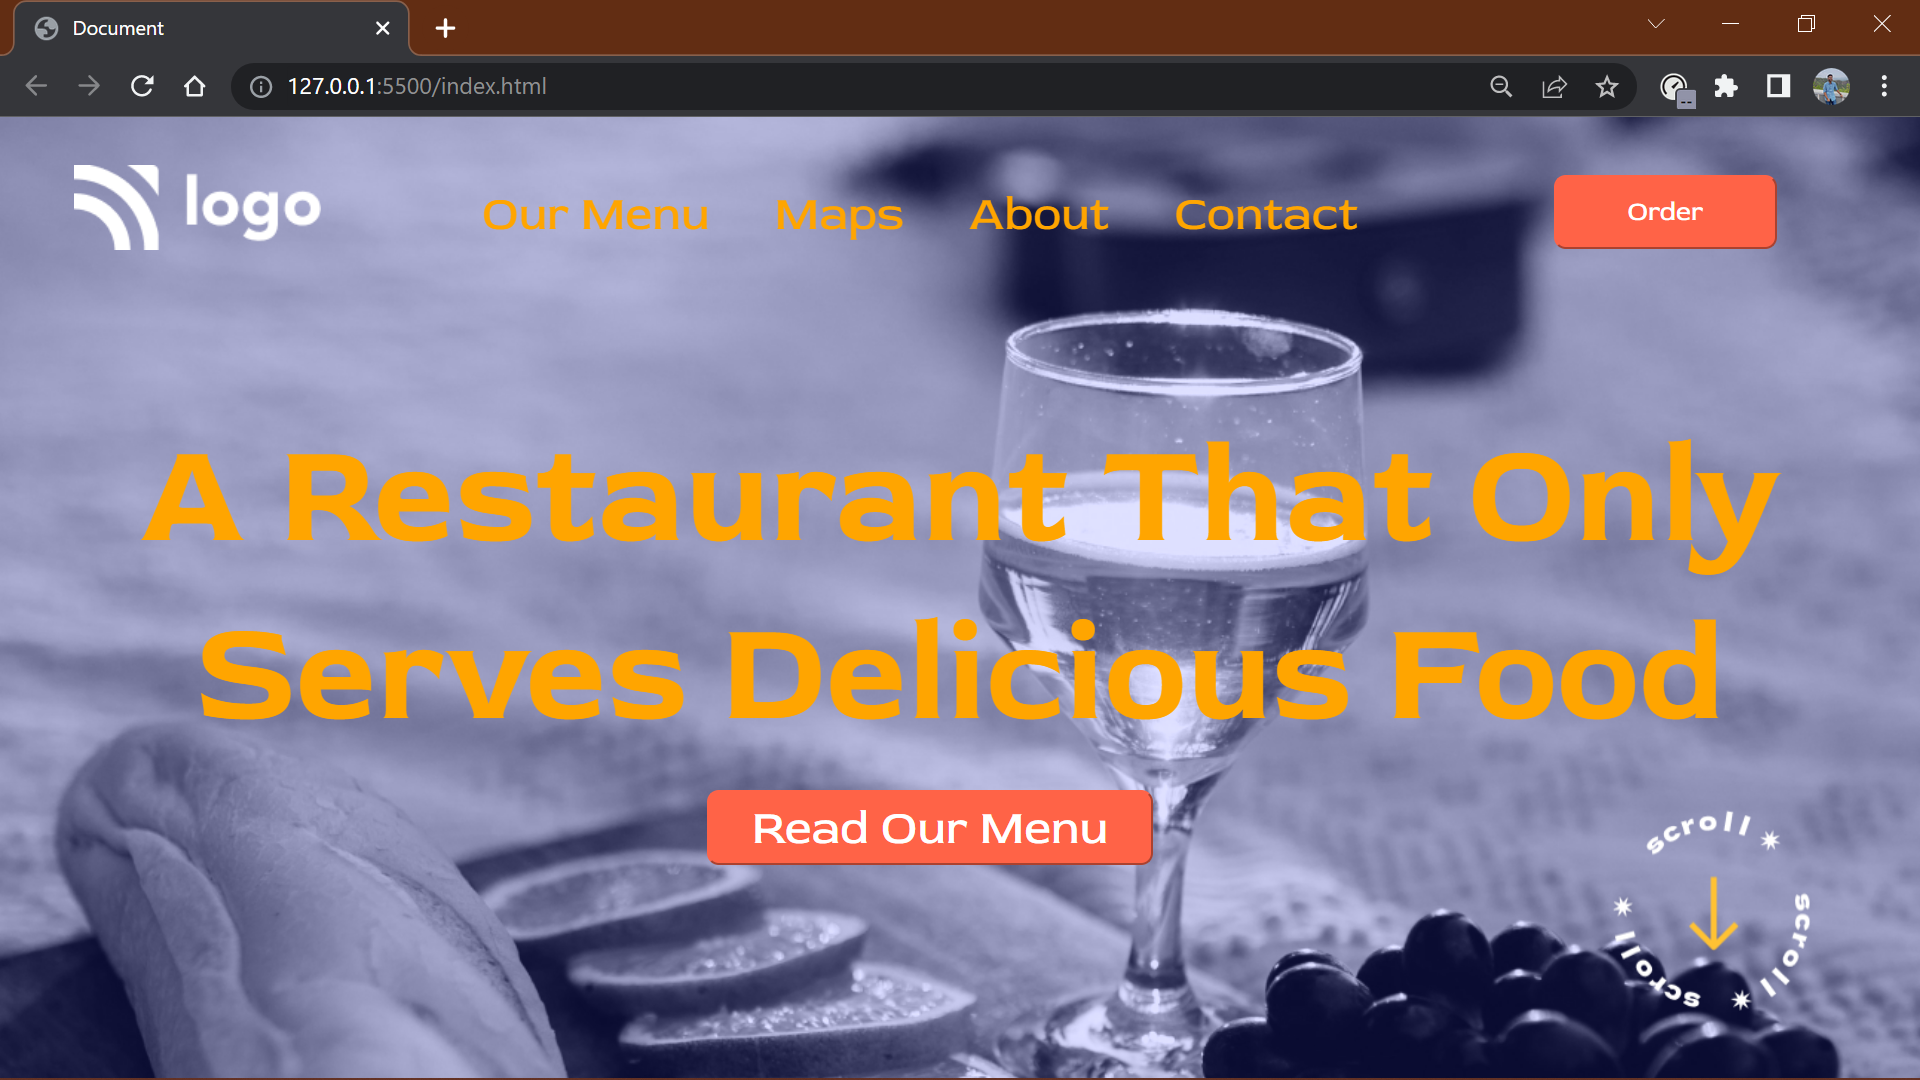 Document
127.0.0.1:5500/index.html
logo
Our Menu Maps About Contact
Order
A Restaurant That Only
Serves Delicious Food
Read Our Menu
scroll * scroll * scroll *